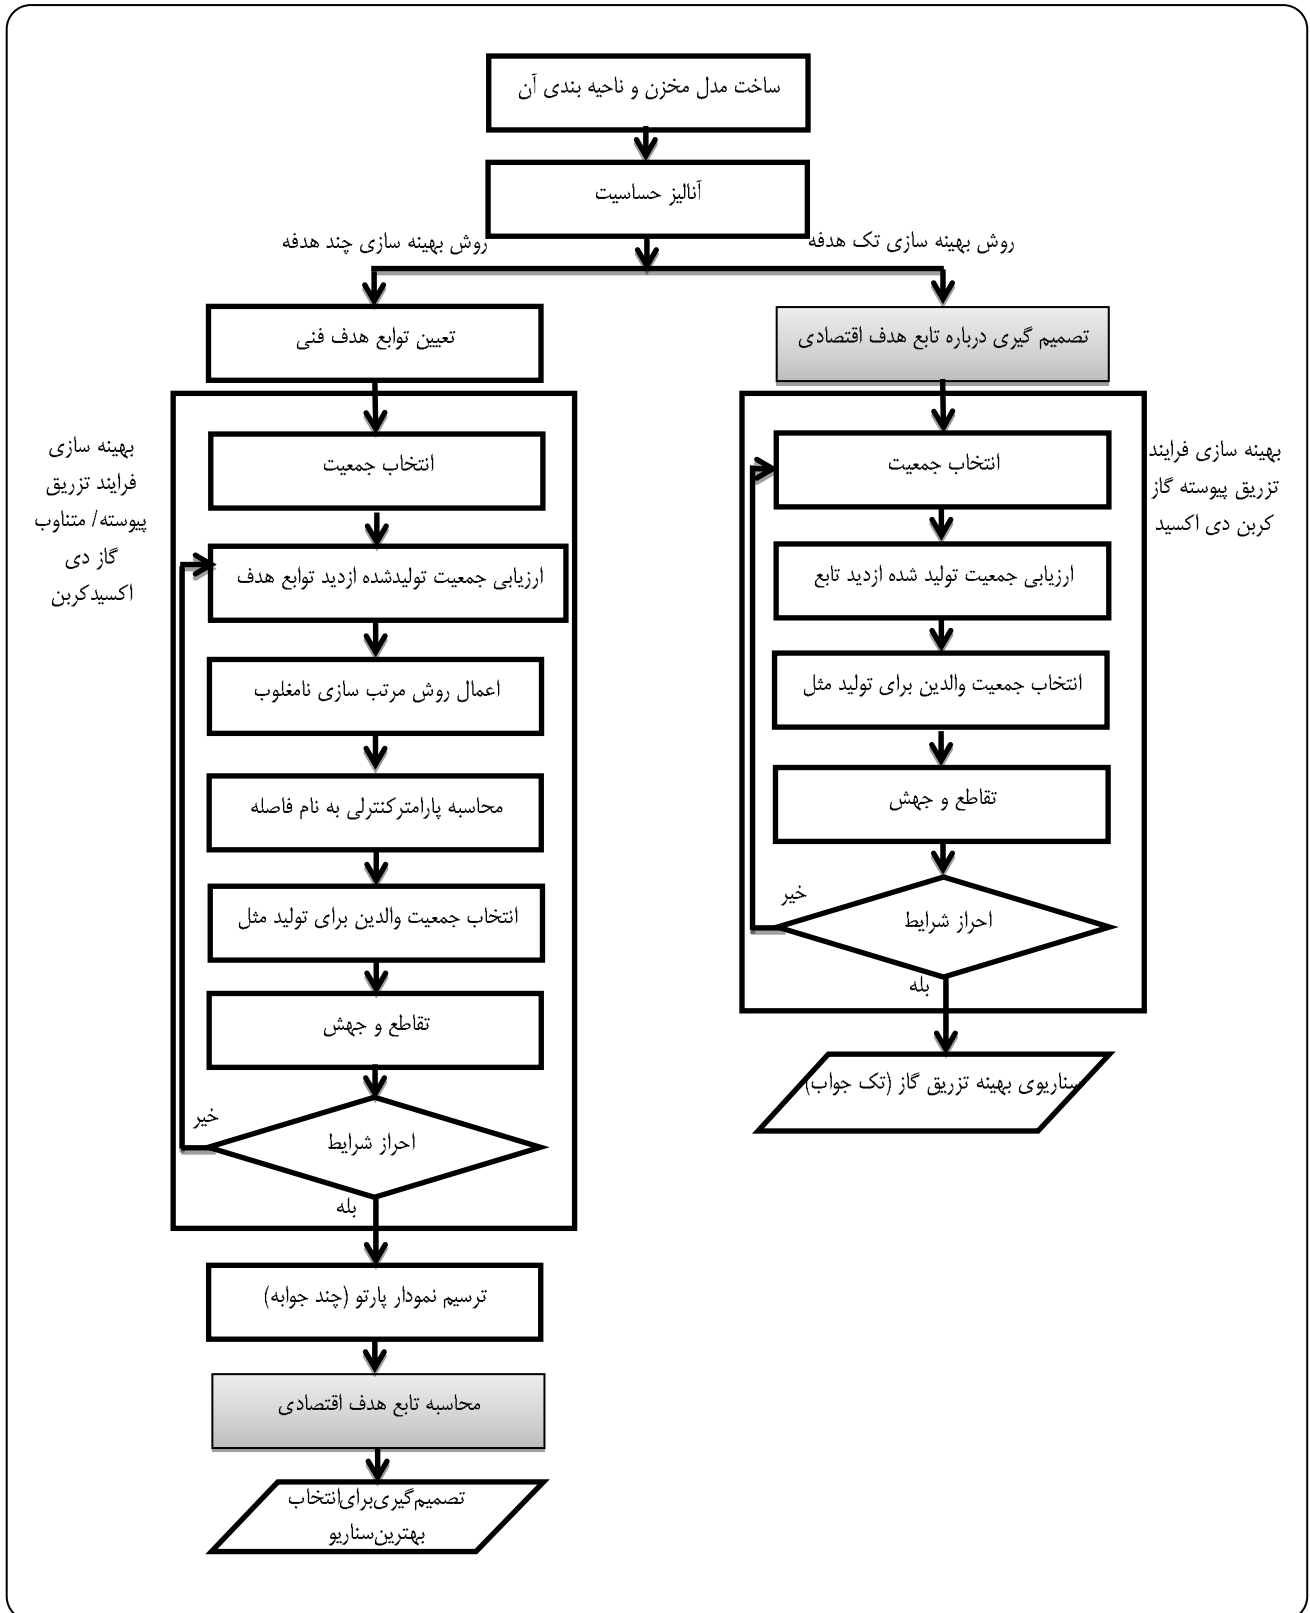 ساخت مدل مخزن و ناحیه بندی آن
آنالیز حساسیت
روش بهینه سازی تک هدفه
روش بهینه سازی چند هدفه
تصمیم گیری درباره تابع هدف اقتصادی
انتخاب جمعیت
ارزیابی جمعیت تولید شده ازدید تابع
انتخاب جمعیت والدین برای تولید مثل
تقاطع و جهش
احراز شرایط
خیر
بله
سناریوی بهینه تزریق گاز (تک جواب)
بهینه سازی فرایند
تزریق پیوسته گاز
کربن دی اکسید
تعیین توابع هدف فنی
انتخاب جمعیت
ارزیابی جمعیت تولیدشده ازدید توابع هدف
اعمال روش مرتب سازی نامغلوب
محاسبه پارامترکنترلی به نام فاصله
انتخاب جمعیت والدین برای تولید مثل
تقاطع و جهش
احراز شرایط
خیر
بله
ترسیم نمودار پارتو (چند جوابه)
محاسبه تابع هدف اقتصادی
تصمیم‌گیری‌برای‌انتخاب
بهترین‌سناریو
بهینه سازی
فرایند تزریق
پیوسته/ متناوب
گاز دی
اکسیدکربن